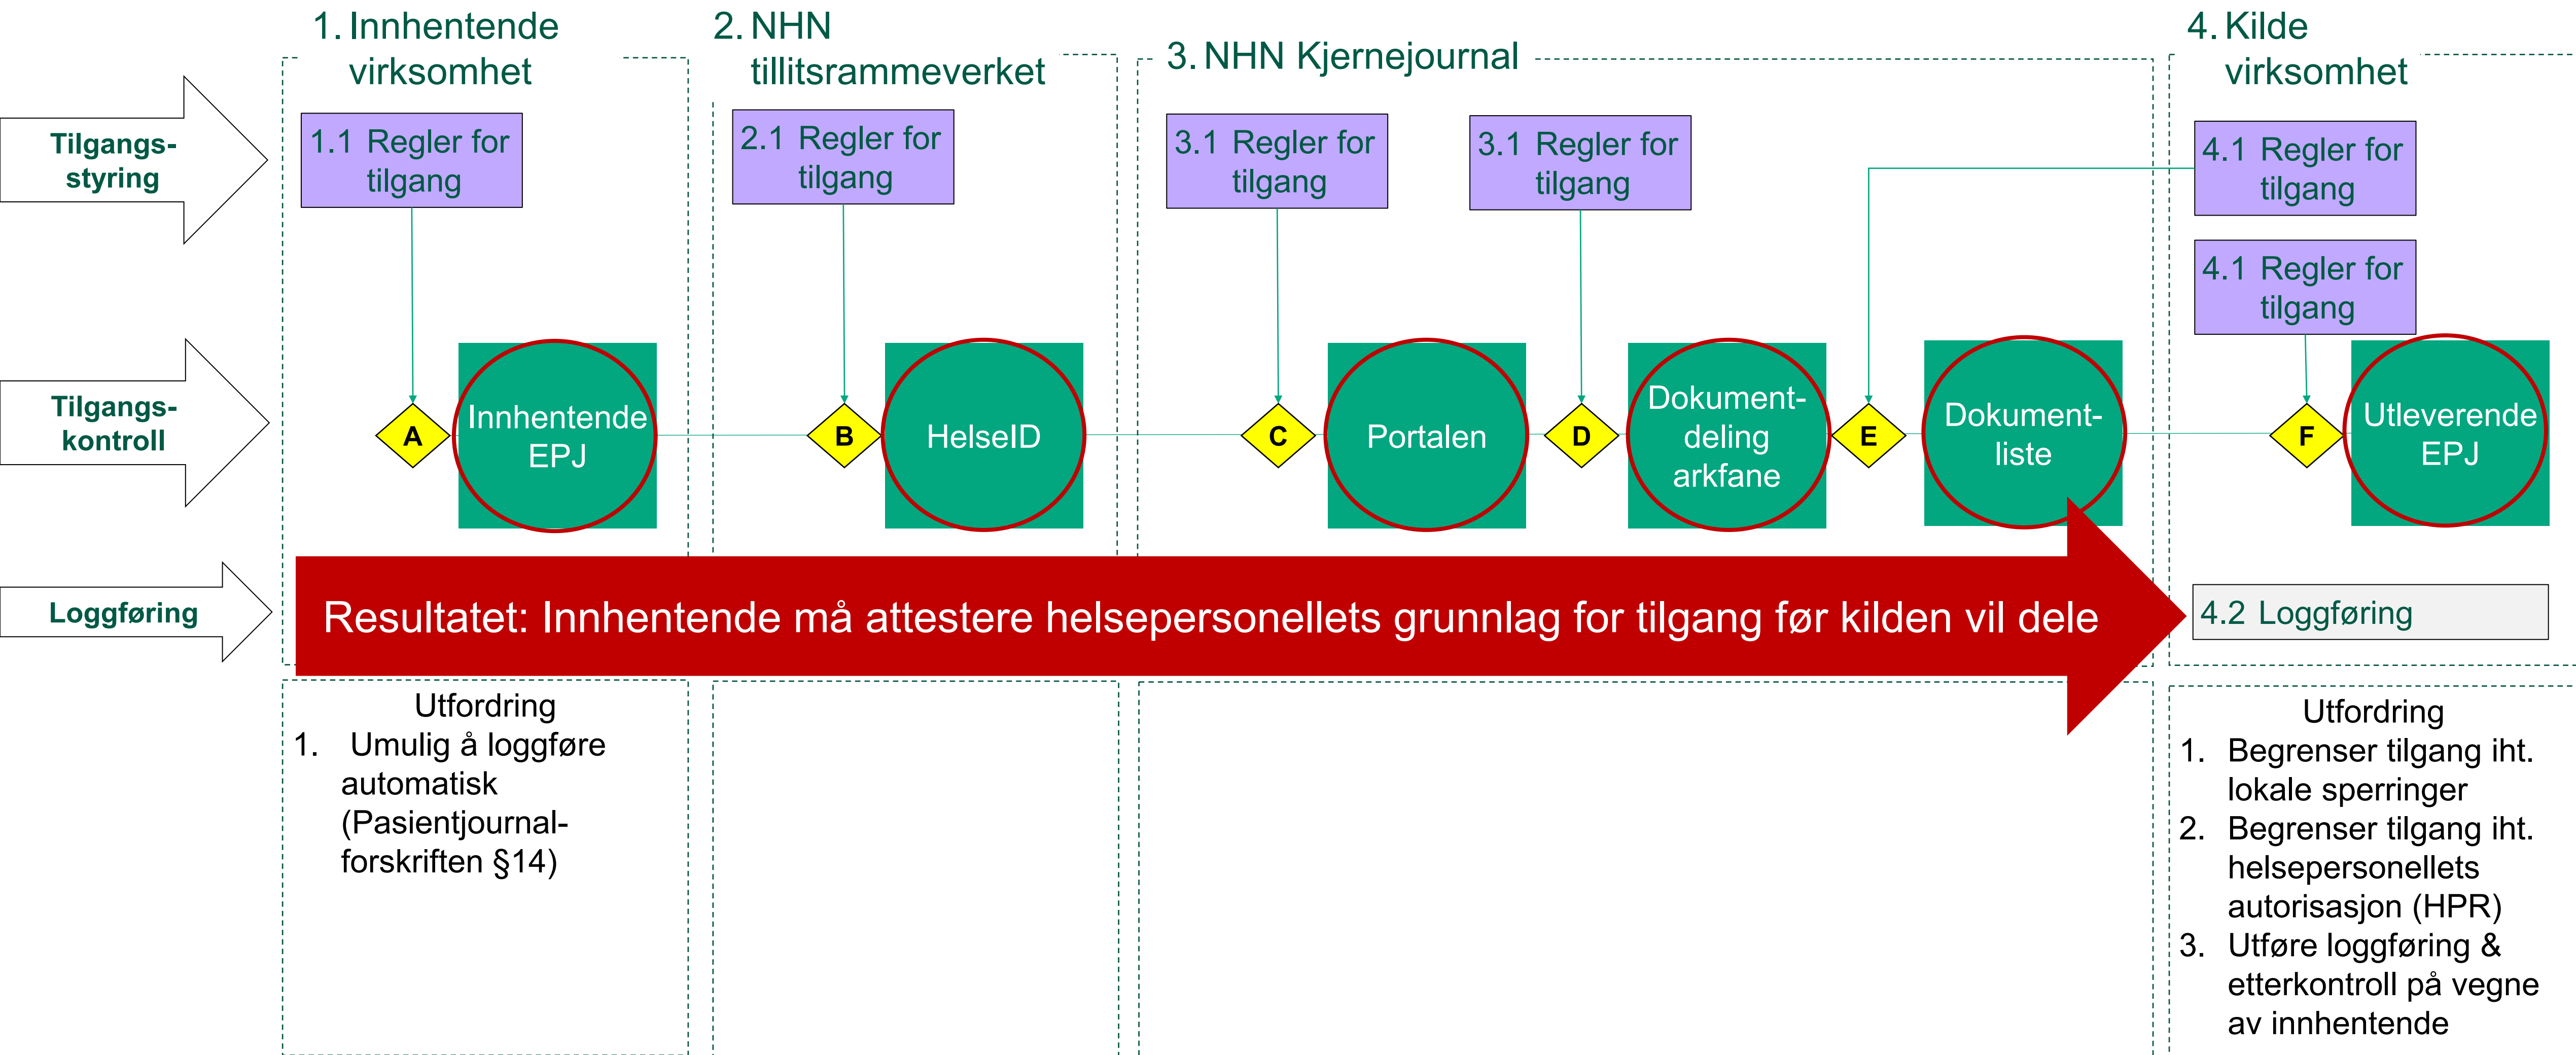 1. Innhentende
virksomhet
2. NHN
tillitsrammeverket
3. NHN Kjernejournal
4. Kilde
virksomhet
Tilgangs-
styring
1.1 Regler for
tilgang
2.1 Regler for
tilgang
3.1 Regler for
tilgang
3.1 Regler for
tilgang
4.1 Regler for
tilgang
4.1 Regler for
tilgang
Tilgangs-
kontroll
A
Innhentende
EPJ
B
HelseID
C
Portalen
D
Dokument-
deling
arkfane
E
Dokument-
liste
F
Utleverende
EPJ
Loggføring
Resultatet: Innhentende må attestere helsepersonellets grunnlag for tilgang før kilden vil dele
4.2 Loggføring
Utfordring
1. Umulig å loggføre
automatisk
(Pasientjournal-
forskriften §14)
Utfordring
1. Begrenser tilgang iht.
lokale sperringer
2. Begrenser tilgang iht.
helsepersonellets
autorisasjon (HPR)
3. Utføre loggføring &
etterkontroll på vegne
av innhentende